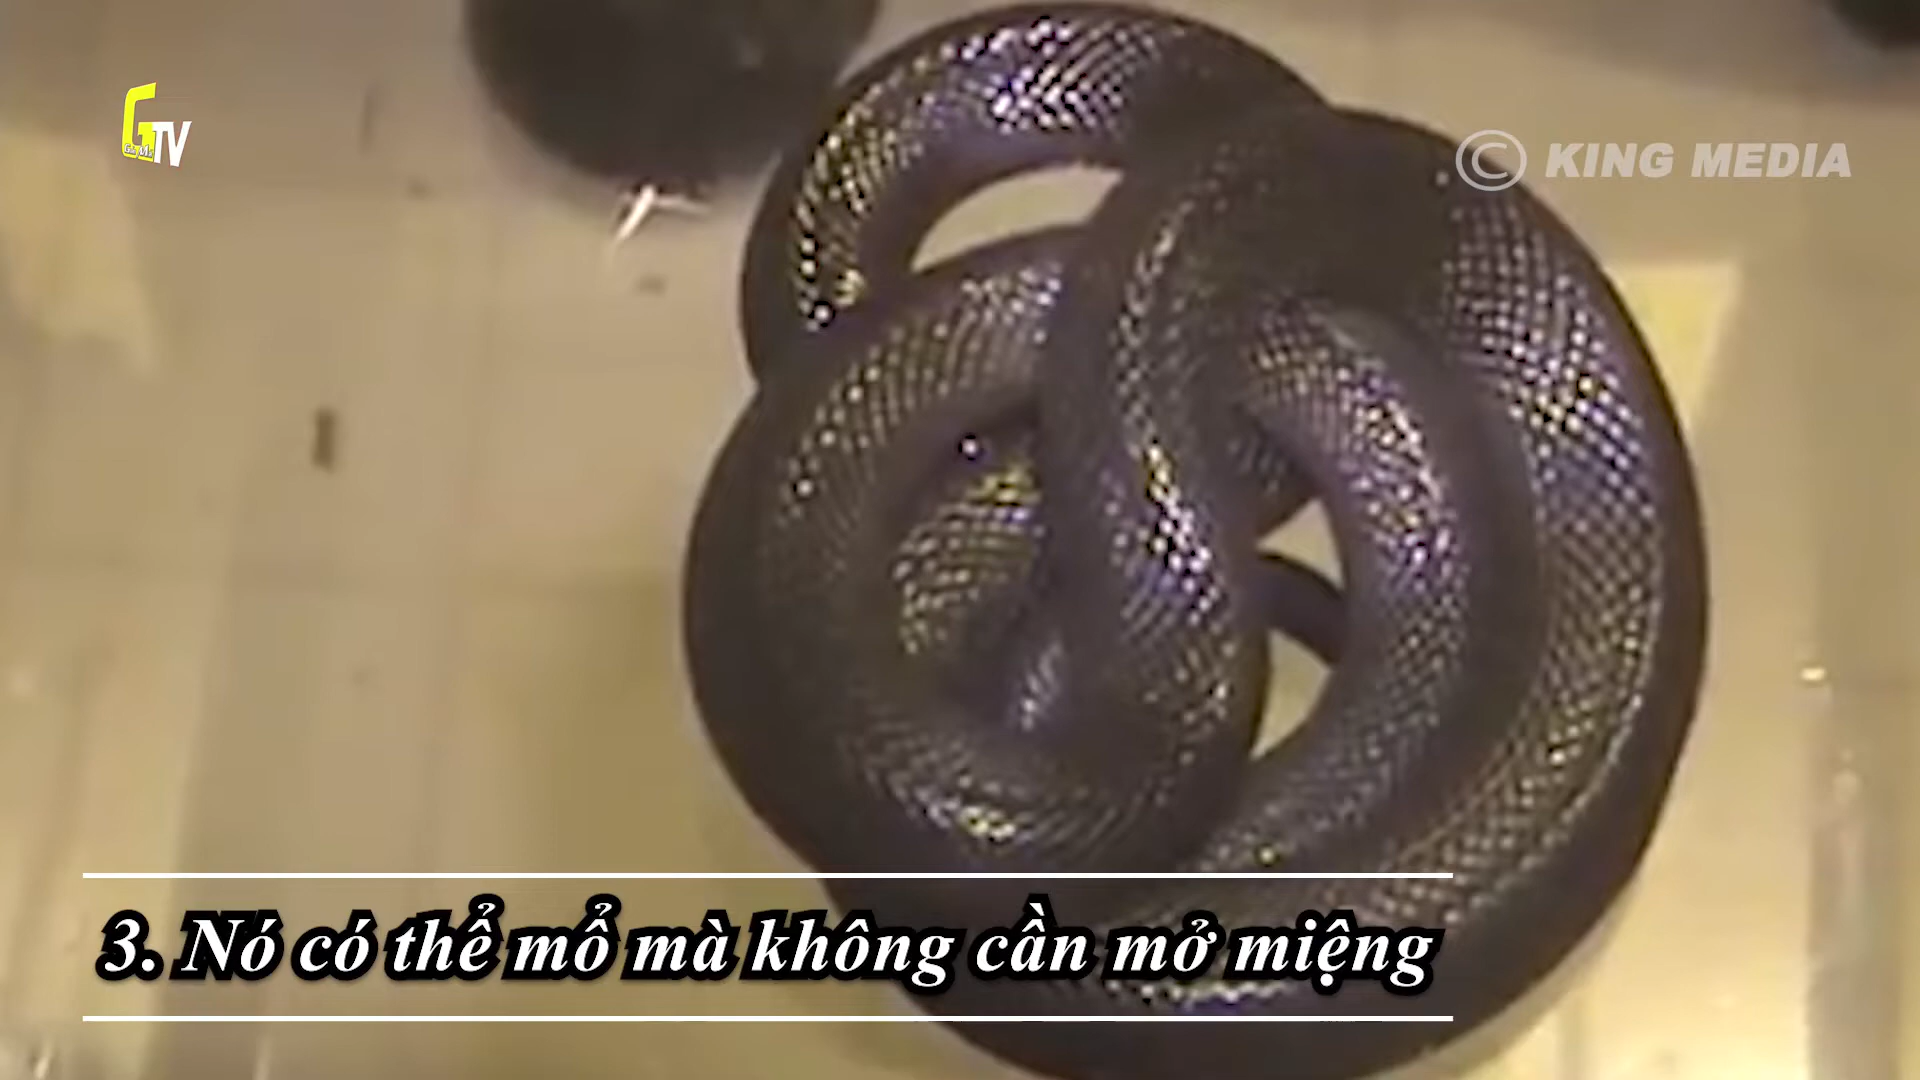 GTV
© KING MEDIA
3. Nó có thể mổ mà không cần mở miệng